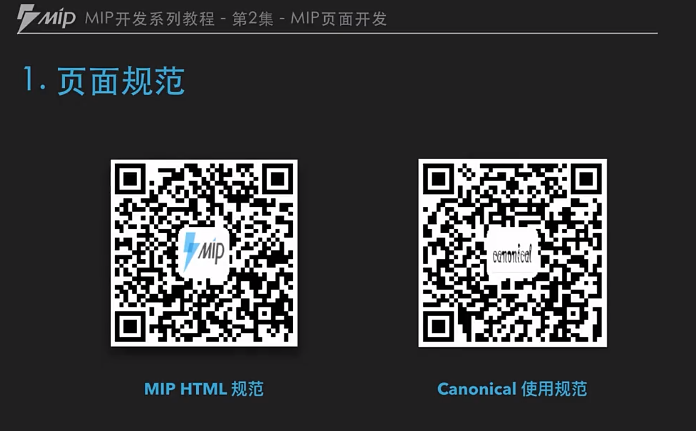 mip MIP开发系列教程 - 第2集 - MIP页面开发
1. 页面规范
mip
canonical
MIP HTML 规范
Canonical 使用规范